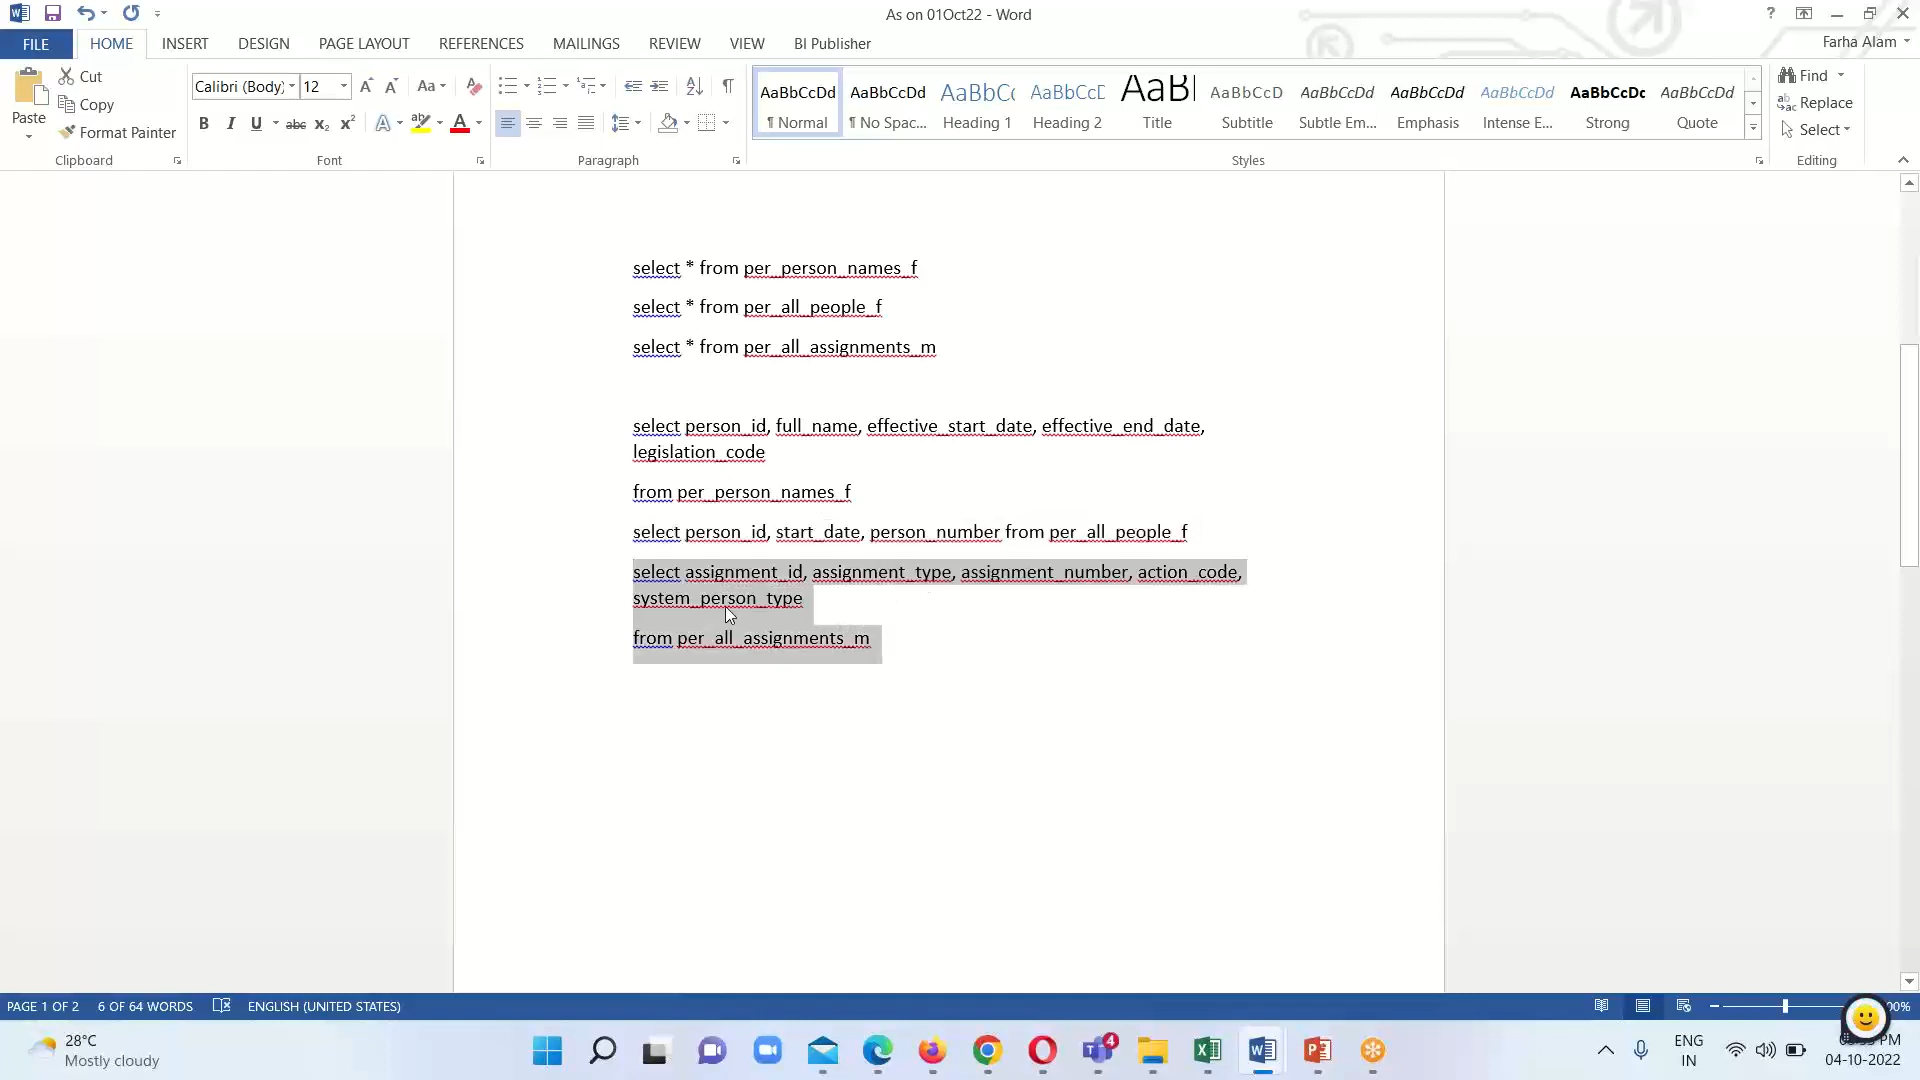 As on 01Oct22 - Word
?
FILE
HOME
INSERT
DESIGN
PAGE LAYOUT
REFERENCES
MAILINGS
REVIEW
VIEW
BI Publisher
Farha Alam
Paste
Cut
Copy
Format Painter
Clipboard
Calibri (Body)
12
Font
Paragraph
AaBbCcDd
¶ Normal
AaBbCcDd
¶ No Spac...
AaBbC(
Heading 1
AaBbCcE
Heading 2
AaBl
Title
AaBbCcD
Subtitle
AaBbCcDd
Subtle Em...
AaBbCcDd
Emphasis
AaBbCcDd
Intense E...
AaBbCcDc
Strong
AaBbCcDd
Quote
Styles
Find
Replace
Select
Editing
select * from per_person_names_f
select * from per_all_people_f
select * from per_all_assignments_m
select person_id, full_name, effective_start_date, effective_end_date,
legislation_code
from per_person_names_f
select person_id, start_date, person_number from per_all_people_f
select assignment_id, assignment_type, assignment_number, action_code,
system_person_type
from per_all_assignments_m
PAGE 1 OF 2
6 OF 64 WORDS
ENGLISH (UNITED STATES)
28°C
Mostly cloudy
4
ENG
IN
PM
04-10-2022